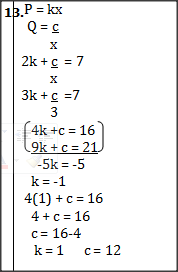 13. P = kx
Q = c
x
2k + c = 7
x
3k + c =7
3
4k +c = 16
9k + c = 21
-5k = -5
k = -1
4(1) + c = 16
4 + c = 16
c = 16-4
k = 1 c = 12